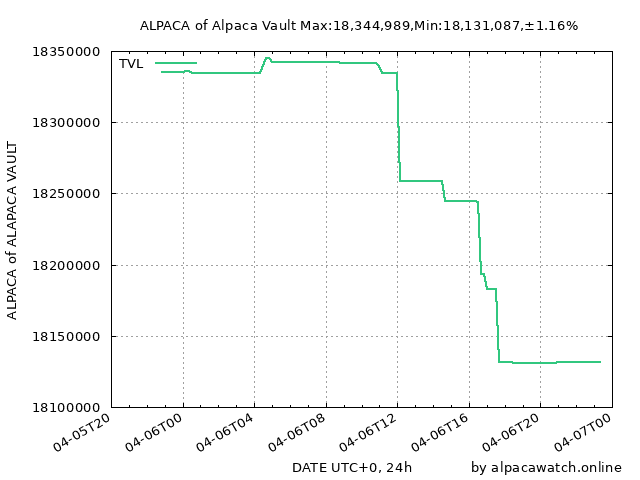 ALPACA of Alpaca Vault Max:18,344,989,Min:18,131,087,±1.16%
TVL
18350000
18300000
18250000
18200000
18150000
18100000
ALPACA of ALAPACA VAULT
04-05T20
04-06T00
04-06T04
04-06T08
04-06T12
04-06T16
04-06T20
04-07T00
DATE UTC+0, 24h
by alpacawatch.online